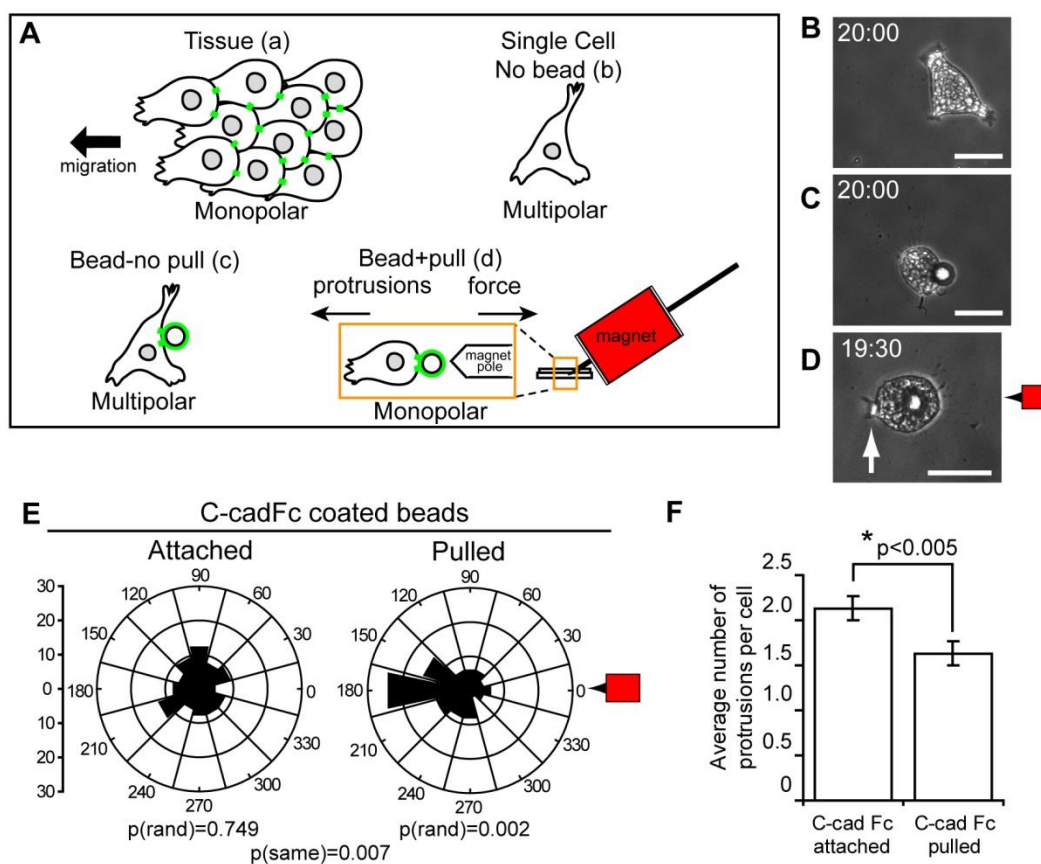 A
Tissue (a)
migration
Monopolar
Single Cell
No bead (b)
Multipolar
Bead-no pull (c)
Multipolar
Bead+pull (d)
protrusions force
magnet
pole
magnet
Monopolar
B
20:00
C
20:00
D
19:30
E
C-cadFc coated beads
Attached
30
20
10
0
10
20
30
90
60
30
0
330
300
270
240
210
180
150
120
p(rand)=0.749
Pulled
90
60
30
0
330
300
270
240
210
180
150
120
p(rand)=0.002
p(same)=0.007
F
* p<0.005
Average number of
protrusions per cell
2.5
2.0
1.5
1.0
0.5
0
C-cad Fc
attached
C-cad Fc
pulled